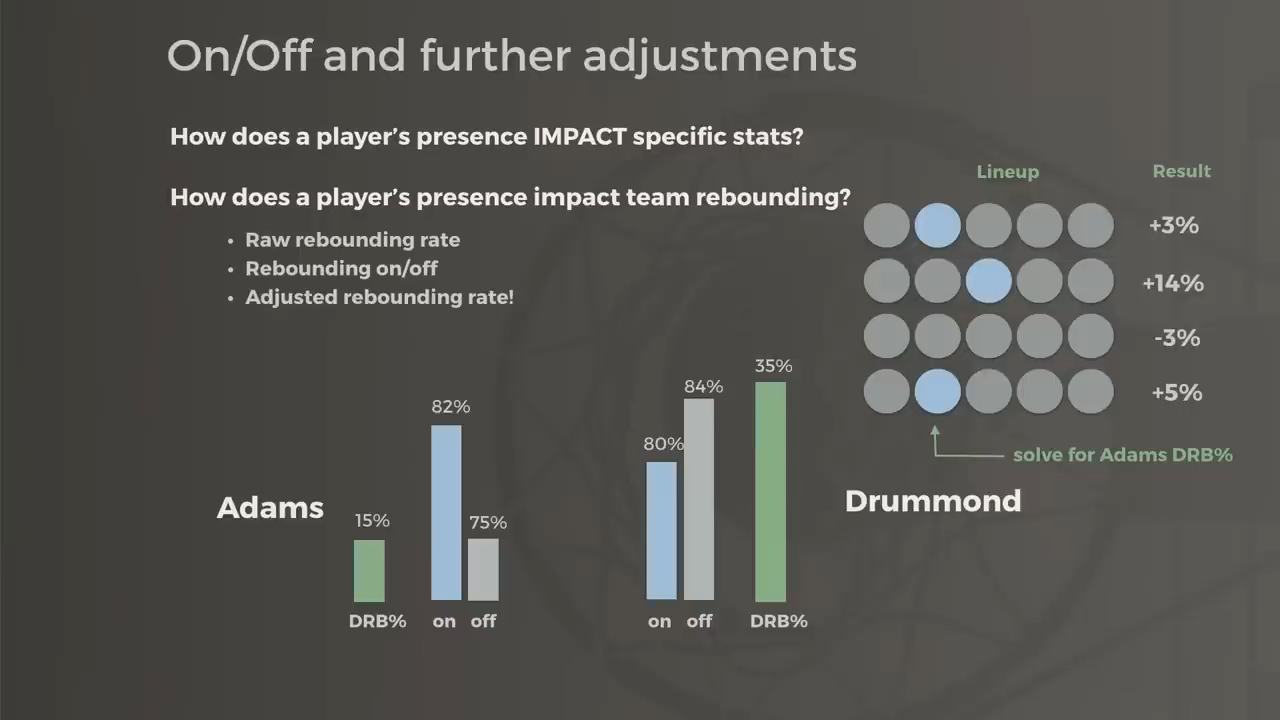 On/Off and further adjustments
How does a player’s presence IMPACT specific stats?
How does a player’s presence impact team rebounding?
• Raw rebounding rate
• Rebounding on/off
• Adjusted rebounding rate!
Lineup Result
+3%
+14%
-3%
+5%
solve for Adams DRB%
Adams
15%
82%
75%
DRB% on off
80%
84%
35%
on off DRB%
Drummond